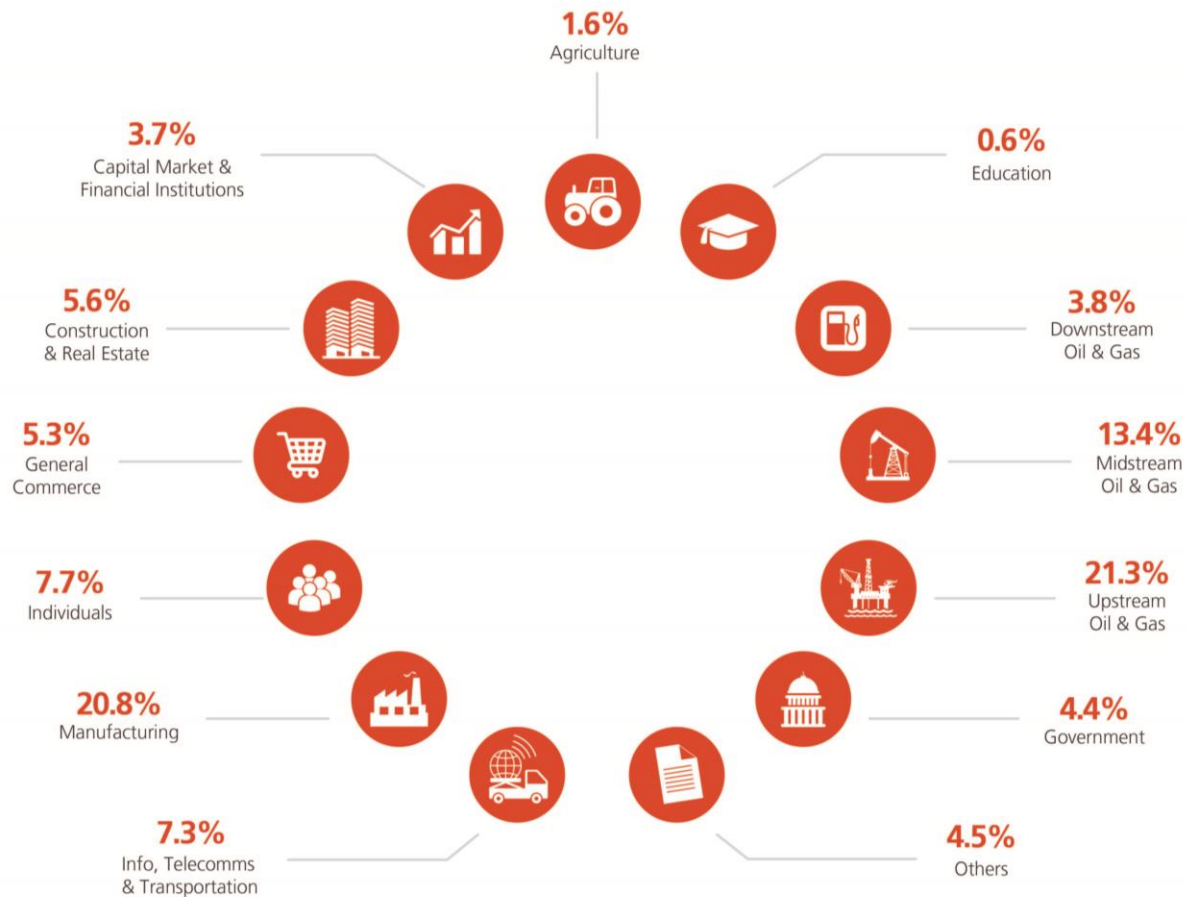 1.6%
Agriculture
3.7%
Capital Market &
Financial Institutions
0.6%
Education
5.6%
Construction
& Real Estate
3.8%
Downstream
Oil & Gas
5.3%
General
Commerce
13.4%
Midstream
Oil & Gas
7.7%
Individuals
21.3%
Upstream
Oil & Gas
20.8%
Manufacturing
4.4%
Government
7.3%
Info, Telecomms
& Transportation
4.5%
Others